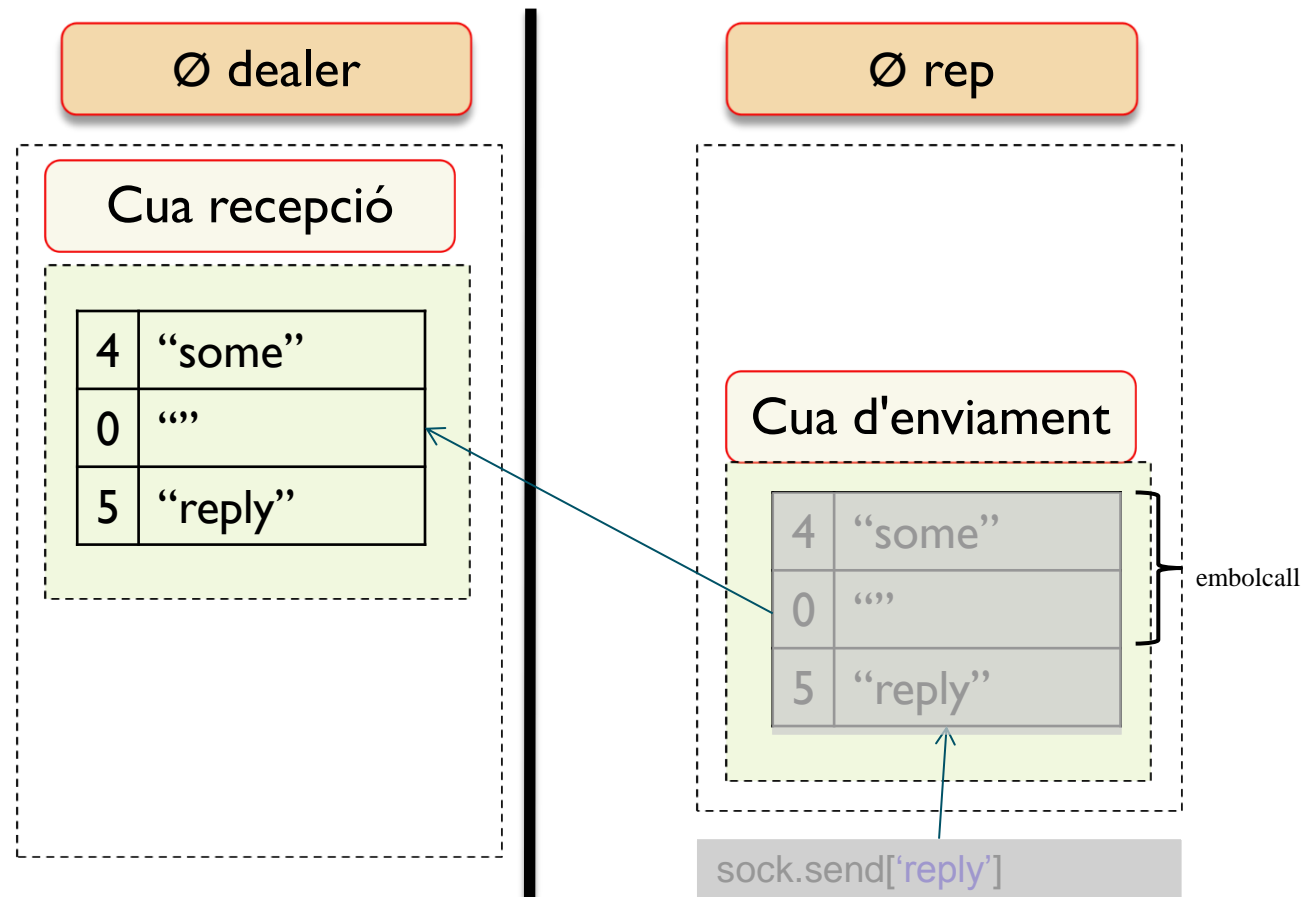 Ø dealer
Cua recepció
4 “some”
0 “”
5 “reply”
Ø rep
Cua d'enviament
4 “some”
0 “”
5 “reply”
embolcall
sock.send[‘reply’]